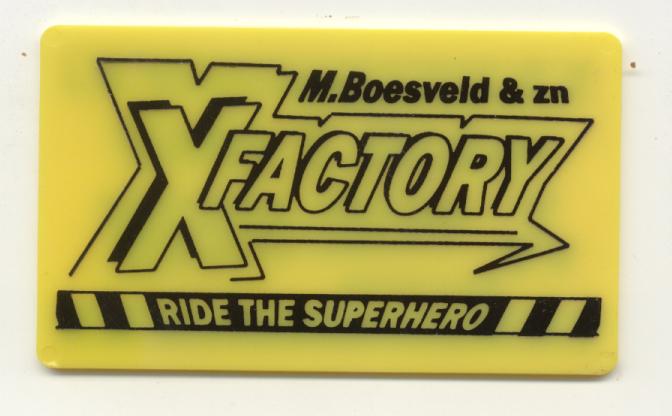 M.Boesveld & zn
XFACTORY
RIDE THE SUPERHERO